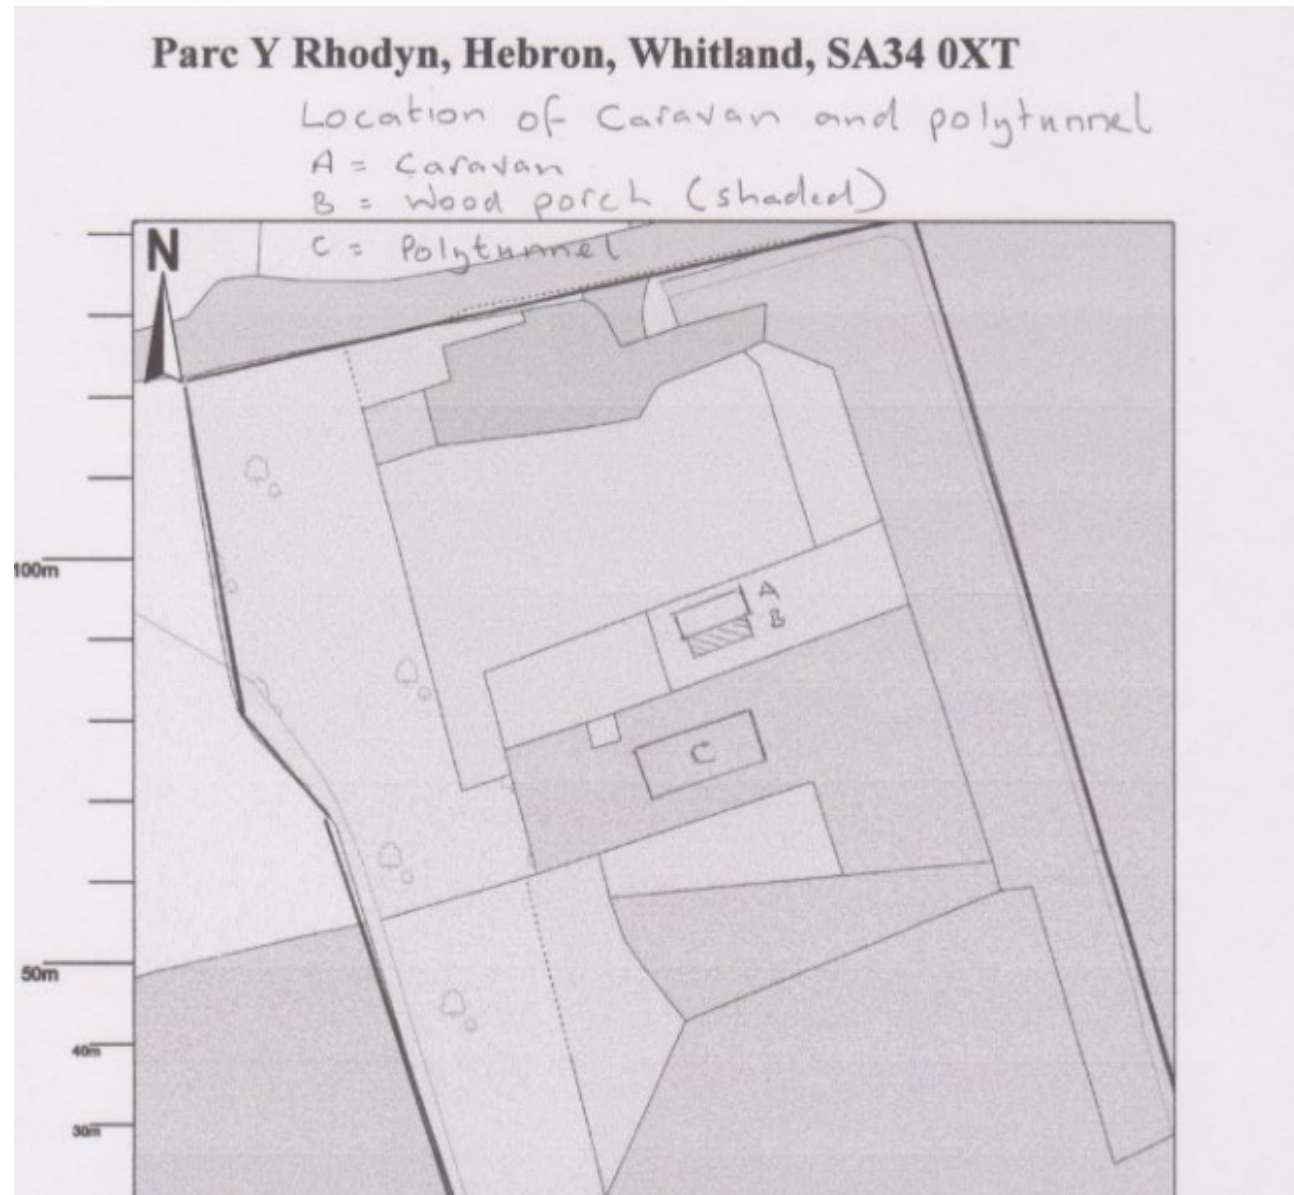 Parc Y Rhodyn, Hebron, Whitland, SA34 0XT
Location of Caravan and polytunnel
A = Caravan
B = Wood porch (shaded)
C = Polytunnel
N
100m
A
B
C
50m
40m
30m